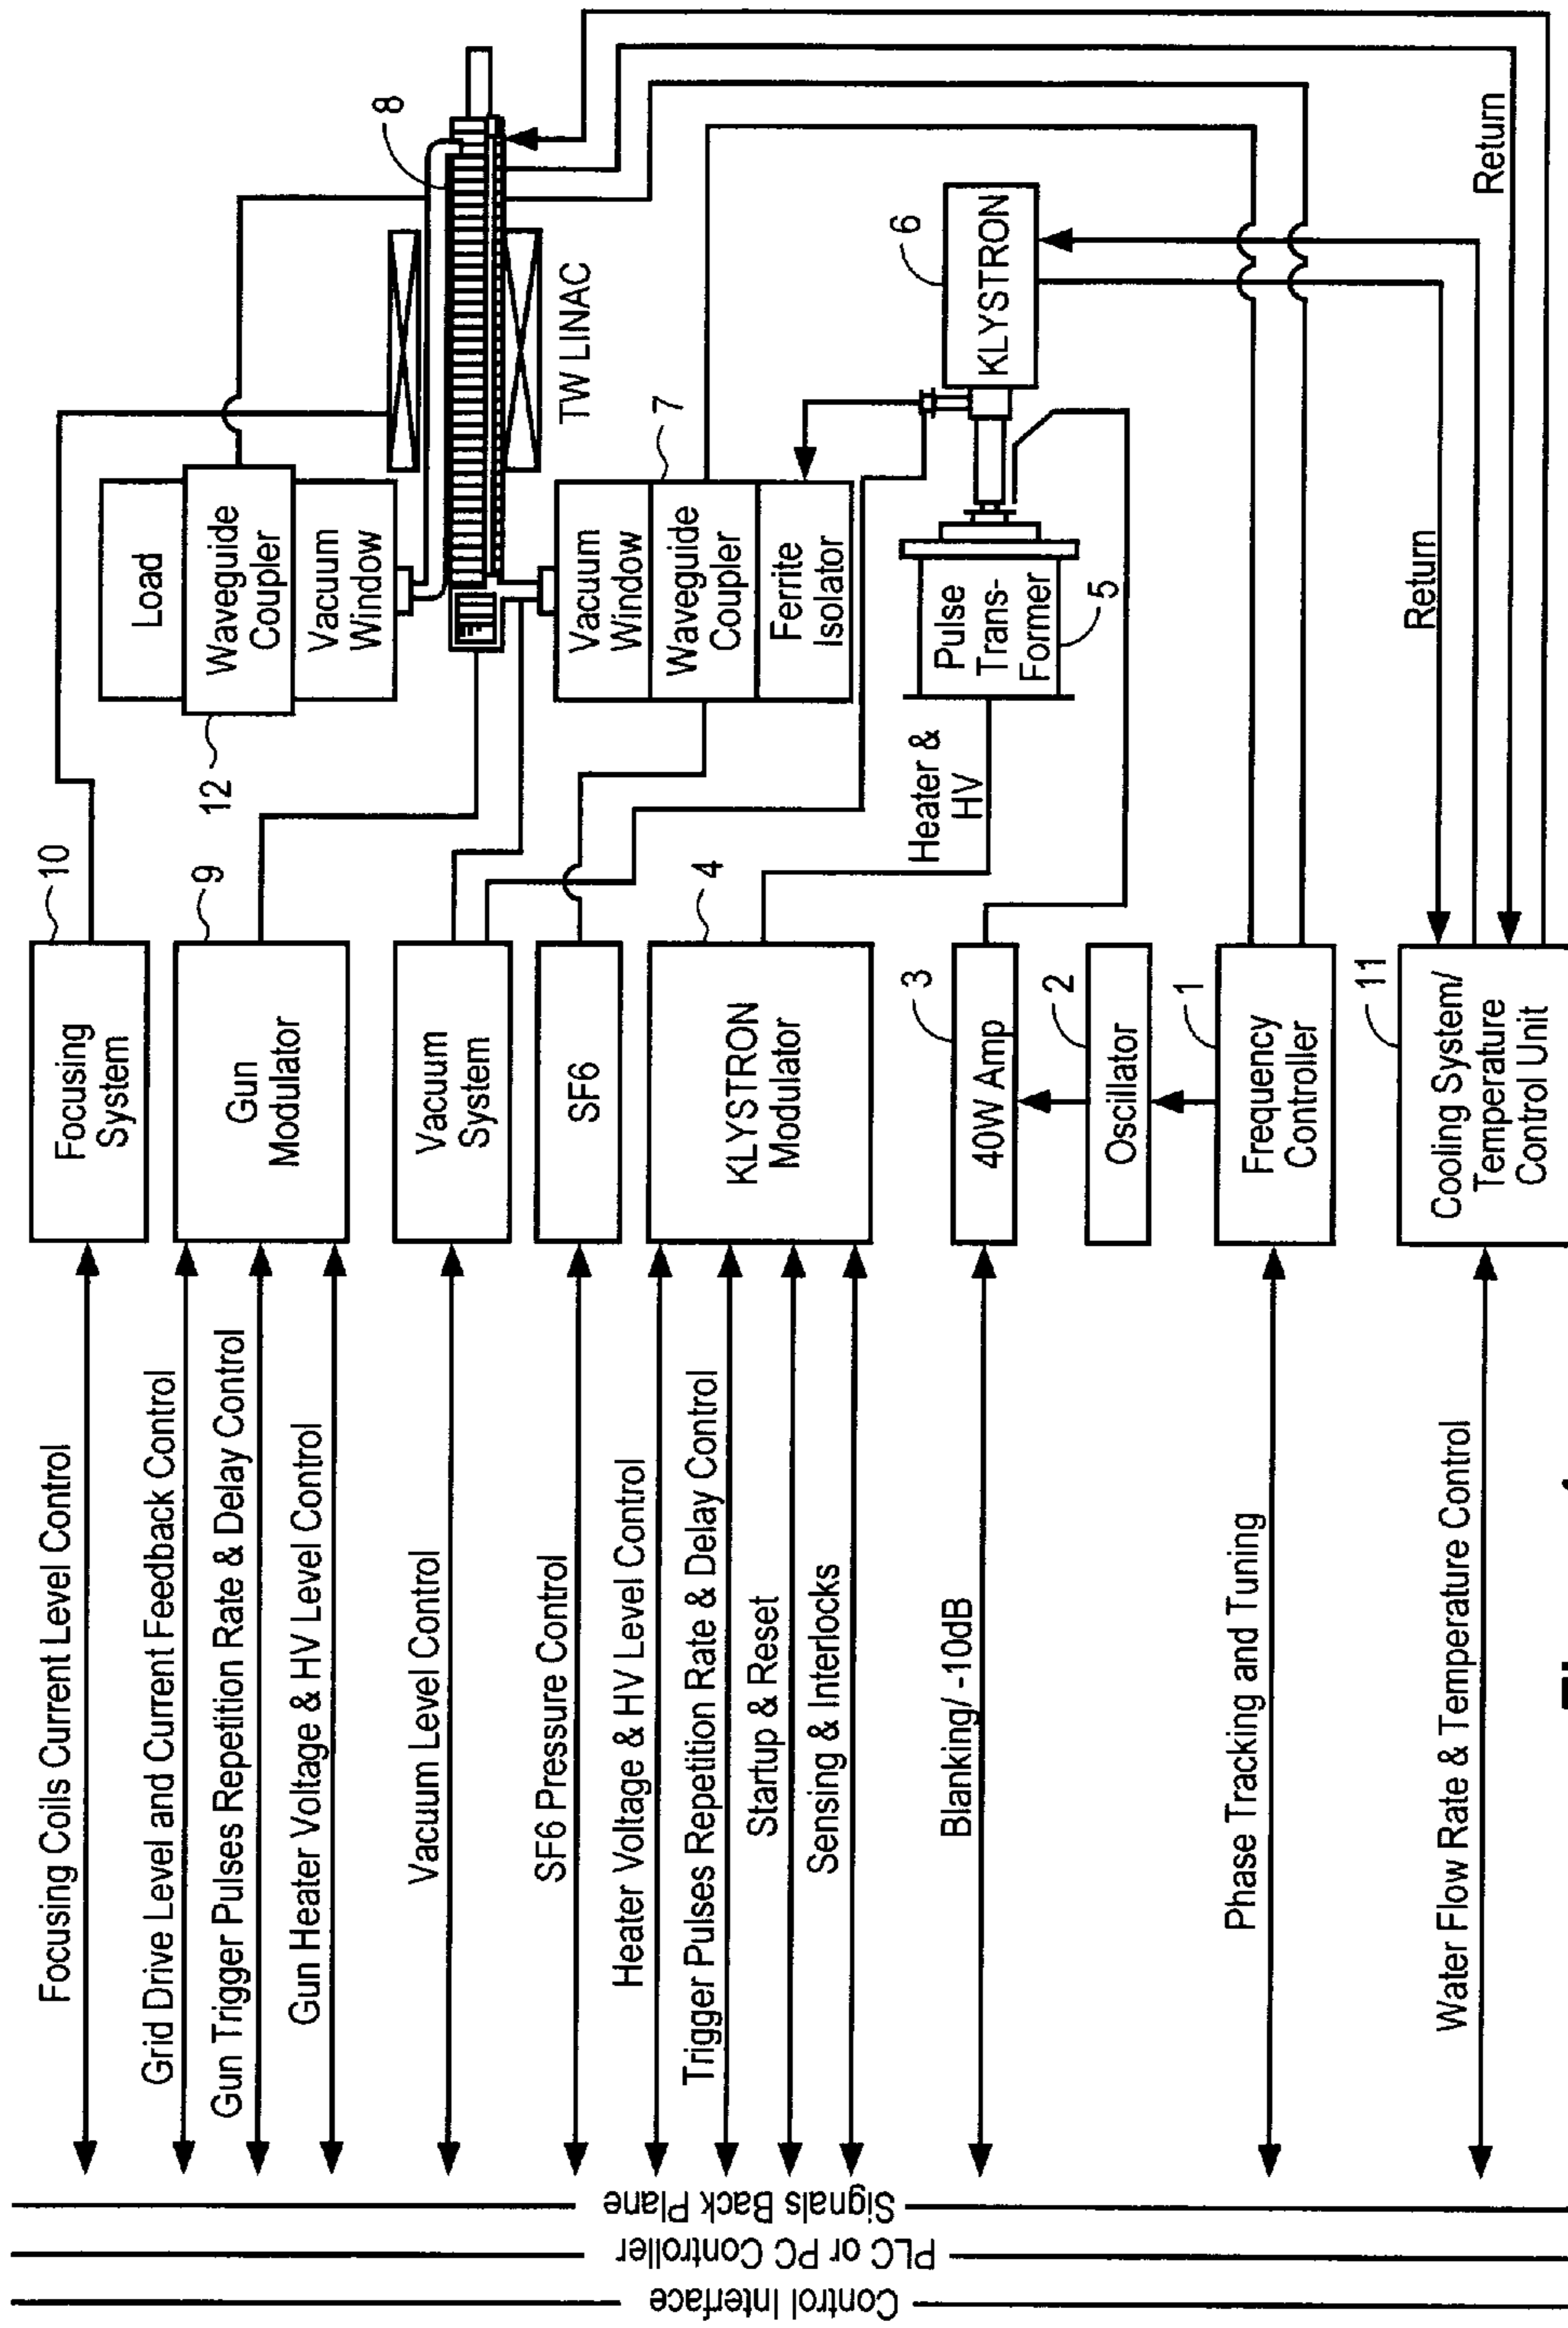 Control Interface
PLC or PC Controller
Signals Back Plane
Focusing Coils Current Level Control
Grid Drive Level and Current Feedback Control
Gun Trigger Pulses Repetition Rate & Delay Control
Gun Heater Voltage & HV Level Control
Vacuum Level Control
SF6 Pressure Control
Heater Voltage & HV Level Control
Trigger Pulses Repetition Rate & Delay Control
Startup & Reset
Sensing & Interlocks
Blanking/ -10dB
Phase Tracking and Tuning
Water Flow Rate & Temperature Control
Focusing
System
10
Gun
Modulator
9
Vacuum
System
SF6
KLYSTRON
Modulator
4
40W Amp
3
Oscillator
2
Frequency
Controller
1
Cooling System/
Temperature
Control Unit
11
Load
Waveguide
Coupler
Vacuum
Window
12
8
TW LINAC
Vacuum
Window
Waveguide
Coupler
Ferrite
Isolator
7
Heater &
HV
Pulse
Trans-
Former
5
KLYSTRON
6
Return
Return